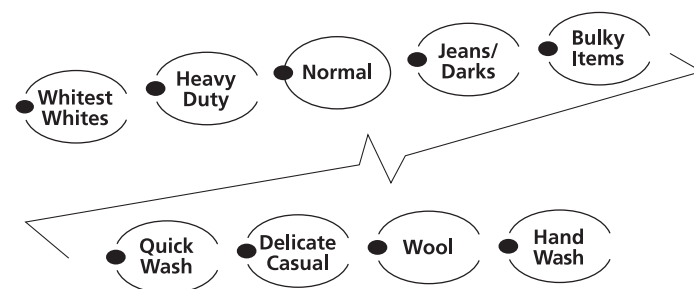 Whitest
Whites
Heavy
Duty
Normal
Jeans/
Darks
Bulky
Items
Quick
Wash
Delicate
Casual
Wool
Hand
Wash